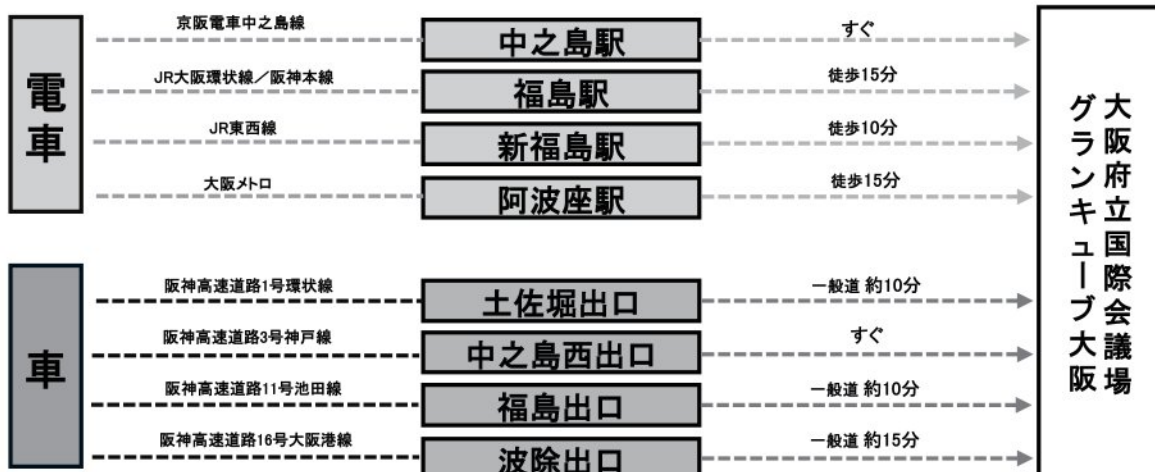 電車
京阪電車中之島線
中之島駅
すぐ
JR大阪環状線／阪神本線
福島駅
徒歩15分
JR東西線
新福島駅
徒歩10分
大阪メトロ
阿波座駅
徒歩15分
車
阪神高速道路1号環状線
土佐堀出口
一般道 約10分
阪神高速道路3号神戸線
中之島西出口
すぐ
阪神高速道路11号池田線
福島出口
一般道 約10分
阪神高速道路16号大阪港線
波除出口
一般道 約15分
大阪府立国際会議場
グランキューブ大阪